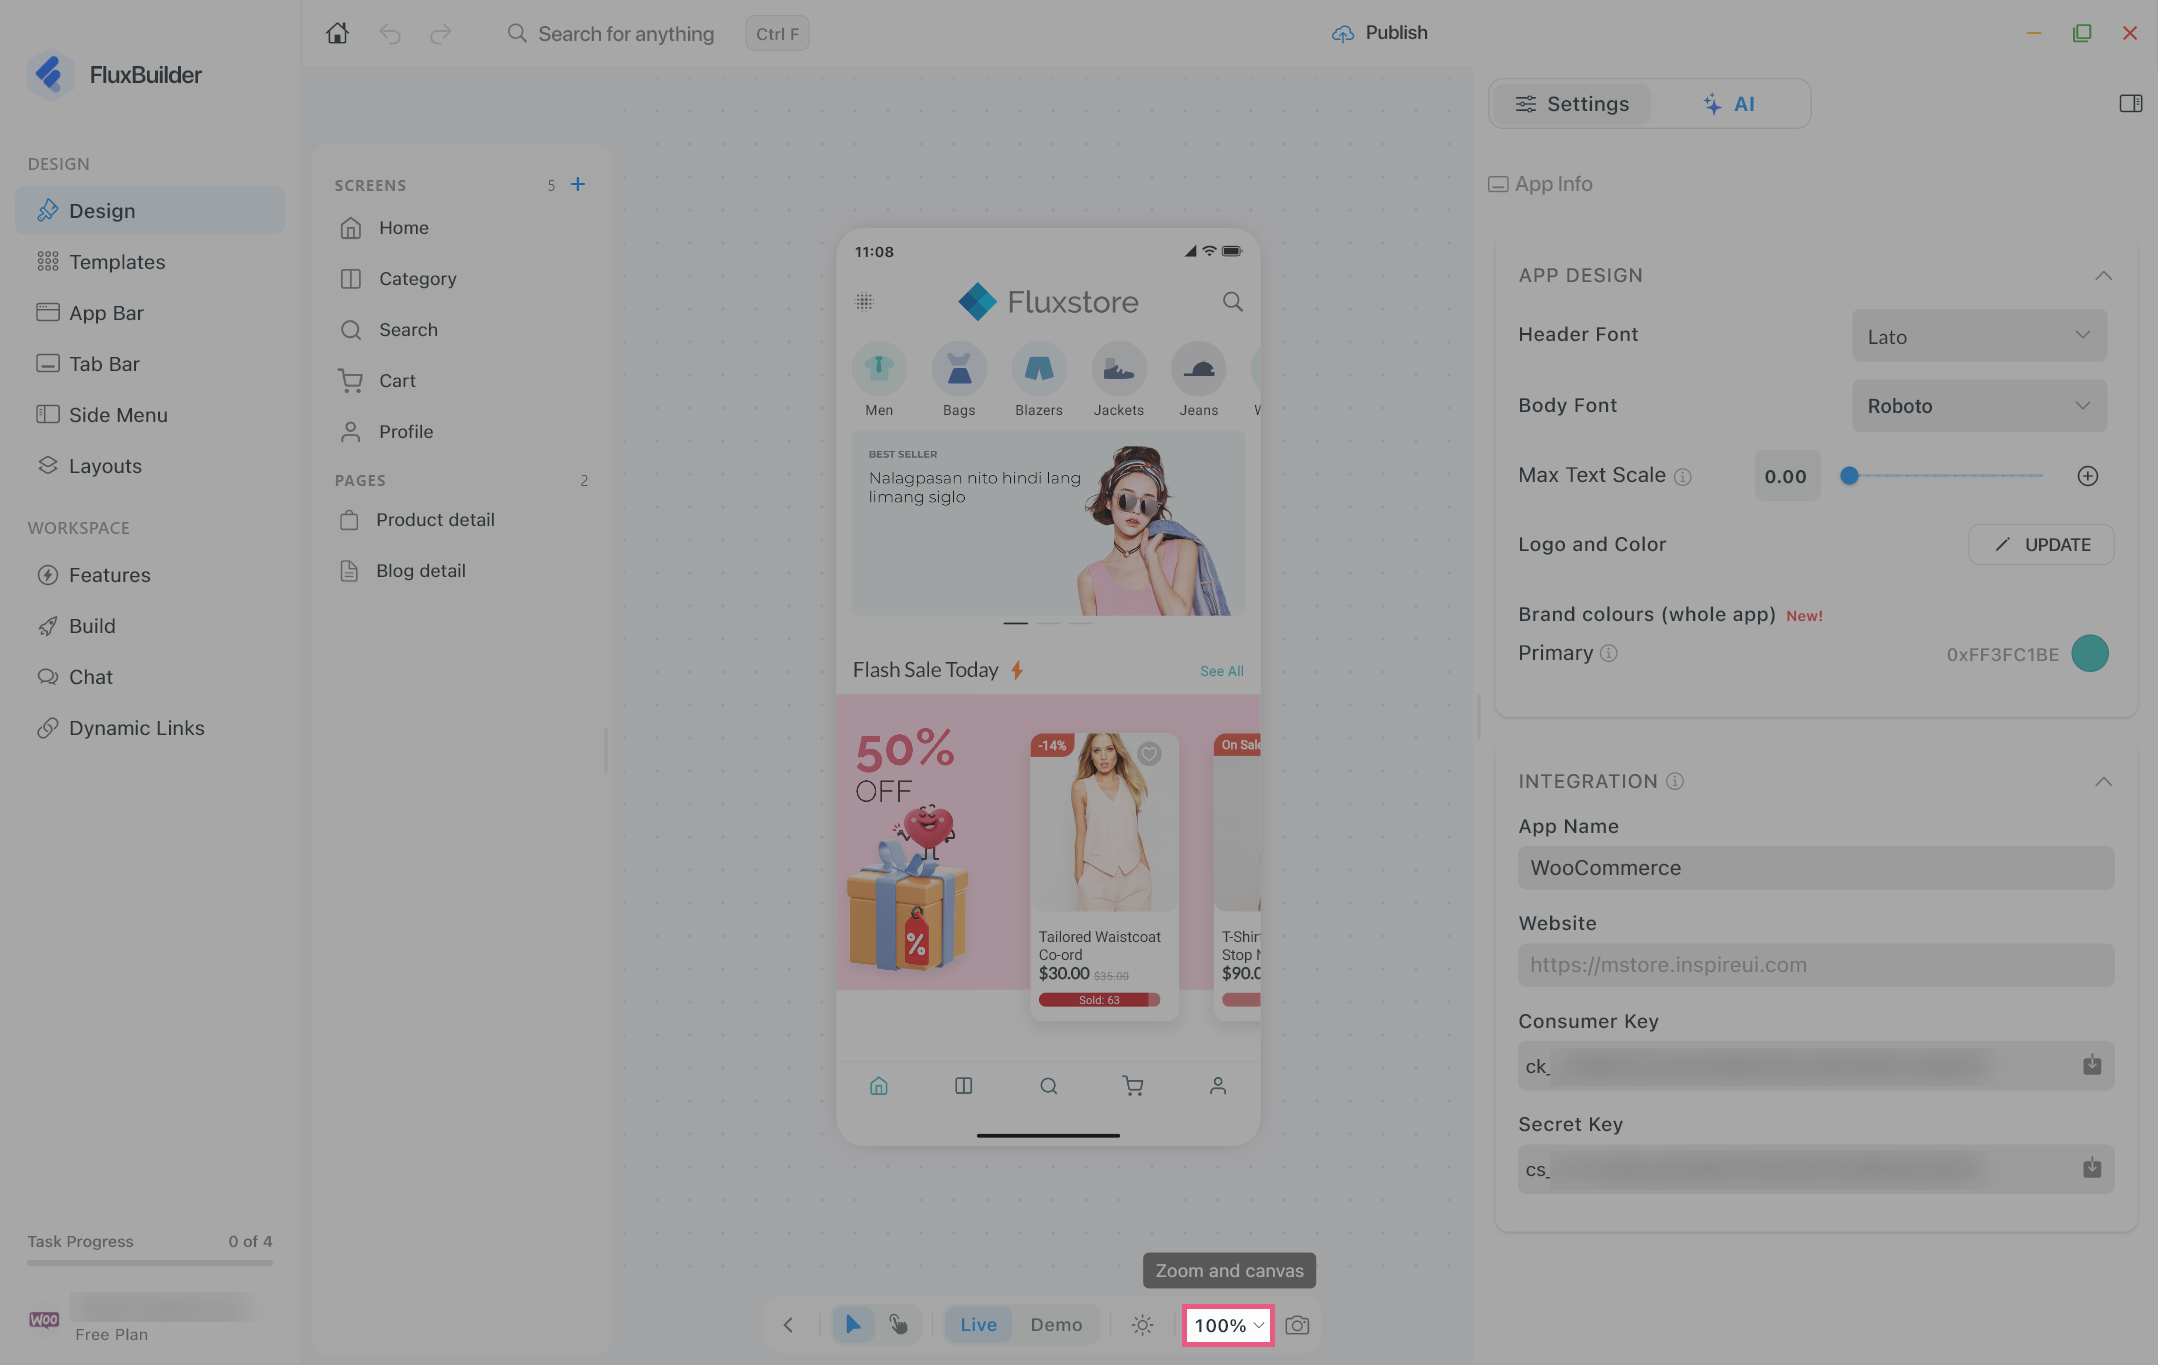 Search for anything
Ctrl F
Publish
FluxBuilder
Settings
AI
DESIGN
Design
Templates
App Bar
Tab Bar
Side Menu
Layouts
WORKSPACE
Features
Build
Chat
Dynamic Links
Task Progress
0 of 4
Woo
Free Plan
SCREENS
5
Home
Category
Search
Cart
Profile
PAGES
2
Product detail
Blog detail
11:08
Fluxstore
Men
Bags
Blazers
Jackets
Jeans
BEST SELLER
Nalagpasan nito hindi lang
limang siglo
Flash Sale Today
See All
50%
OFF
%
-14%
On Sale
Tailored Waistcoat
Co-ord
$30.00 $35.00
Sold: 63
T-Shir
Stop
$90.0
Zoom and canvas
Live
Demo
100%
App Info
APP DESIGN
Header Font
Lato
Body Font
Roboto
Max Text Scale
0.00
Logo and Color
UPDATE
Brand colours (whole app) New!
Primary
0xFF3FC1BE
INTEGRATION
App Name
WooCommerce
Website
https://mstore.inspireui.com
Consumer Key
ck_
Secret Key
cs_